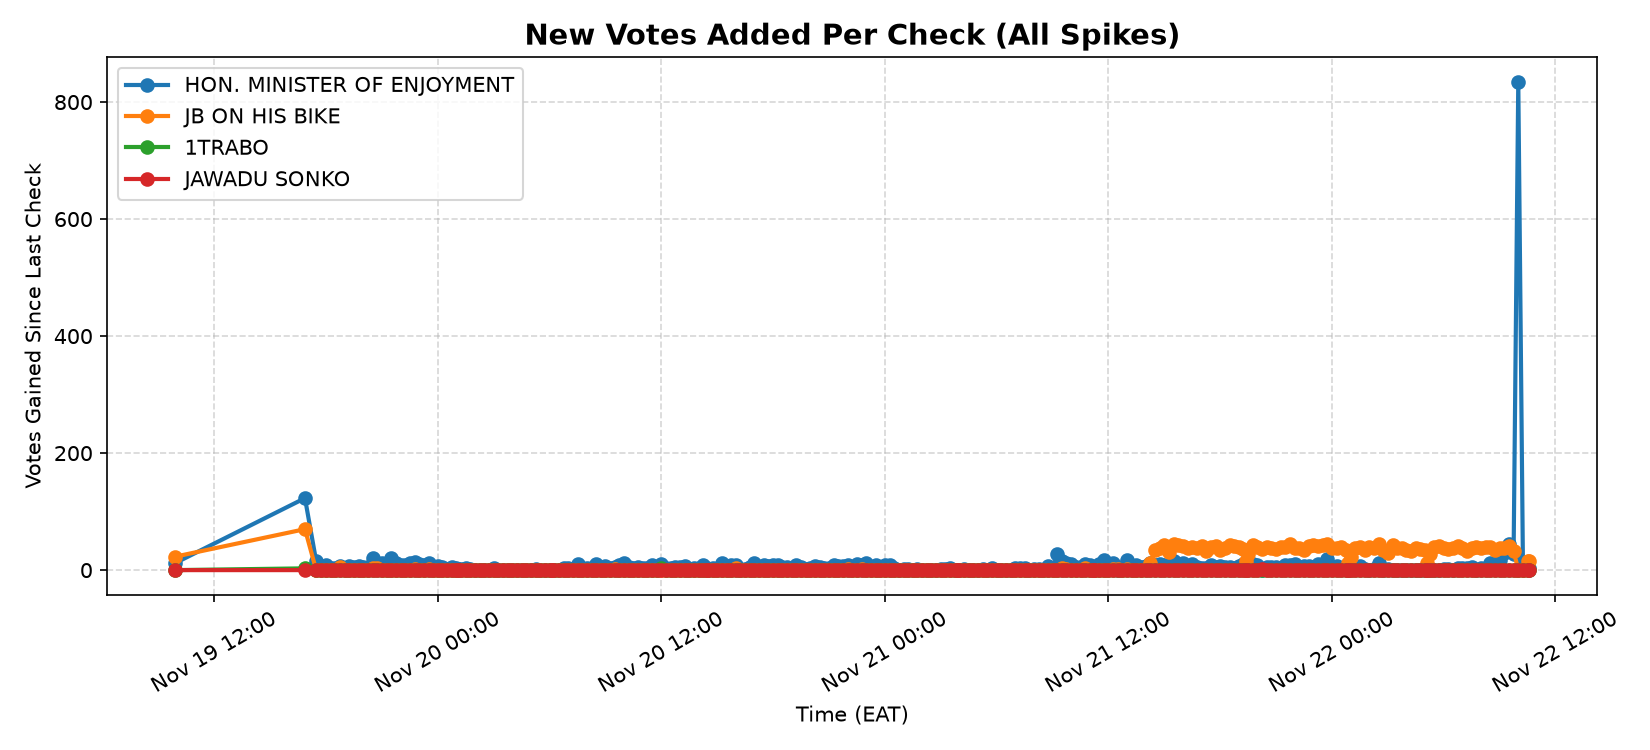 New Votes Added Per Check (All Spikes)
HON. MINISTER OF ENJOYMENT
JB ON HIS BIKE
1TRABO
JAWADU SONKO
Votes Gained Since Last Check
800
600
400
200
0
Nov 19 12:00
Nov 20 00:00
Nov 20 12:00
Nov 21 00:00
Nov 21 12:00
Nov 22 00:00
Nov 22 12:00
Time (EAT)